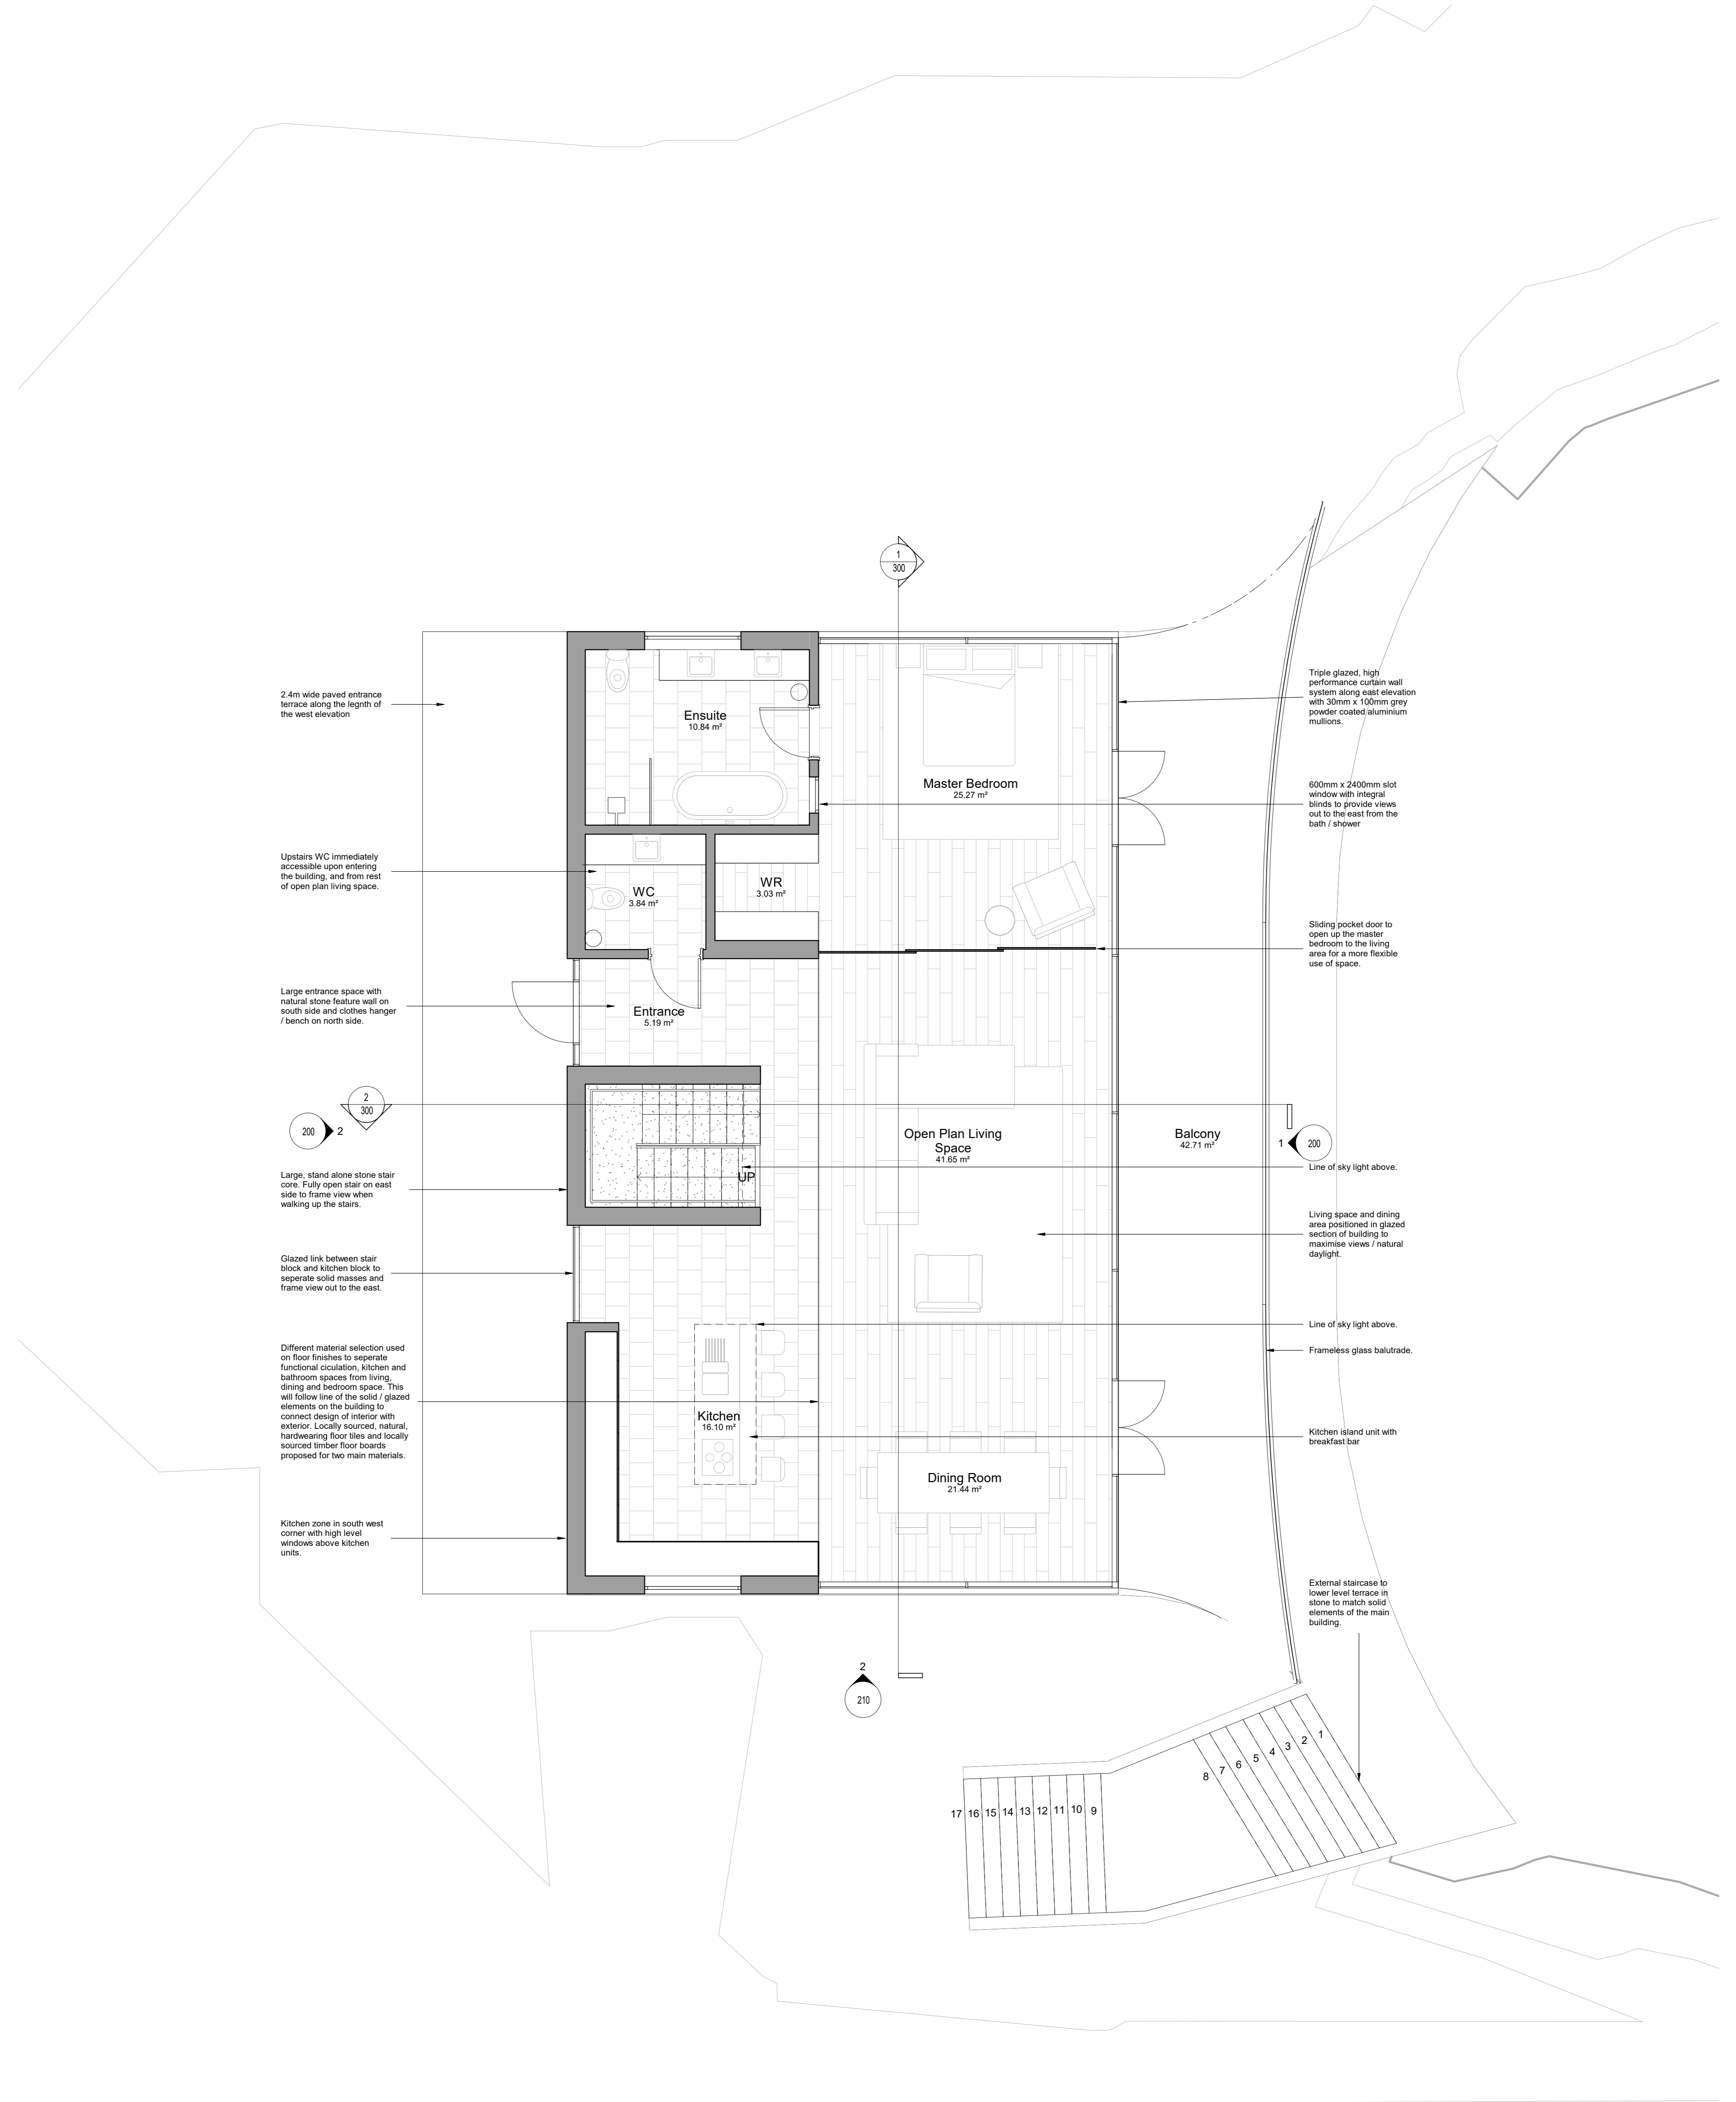 1
300
2.4m wide paved entrance
terrace along the legnth of
the west elevation
Upstairs WC immediately
accessible upon entering
the building, and from rest
of open plan living space.
Large entrance space with
natural stone feature wall on
south side and clothes hanger
/ bench on north side.
2
300
200
2
Large, stand alone stone stair
core. Fully open stair on east
side to frame view when
walking up the stairs.
Glazed link between stair
block and kitchen block to
seperate solid masses and
frame view out to the east.
Different material selection used
on floor finishes to seperate
functional ciculation, kitchen and
bathroom spaces from living,
dining and bedroom space. This
will follow line of the solid / glazed
elements on the building to
connect design of interior with
exterior. Locally sourced, natural,
hardwearing floor tiles and locally
sourced timber floor boards
proposed for two main materials.
Kitchen zone in south west
corner with high level
windows above kitchen
units.
Ensuite
10.84 m²
Master Bedroom
25.27 m²
WC
3.84 m²
WR
3.03 m²
Entrance
5.19 m²
UP
Open Plan Living
Space
41.65 m²
Balcony
42.71 m²
Kitchen
16.10 m²
Dining Room
21.44 m²
Triple glazed, high
performance curtain wall
system along east elevation
with 30mm x 100mm grey
powder coated aluminium
mullions.
600mm x 2400mm slot
window with integral
blinds to provide views
out to the east from the
bath / shower
Sliding pocket door to
open up the master
bedroom to the living
area for a more flexible
use of space.
1
200
Line of sky light above.
Living space and dining
area positioned in glazed
section of building to
maximise views / natural
daylight.
Line of sky light above.
Frameless glass balutrade.
Kitchen island unit with
breakfast bar
External staircase to
lower level terrace in
stone to match solid
elements of the main
building.
2
210
1
2
3
4
5
6
7
8
9
10
11
12
13
14
15
16
17